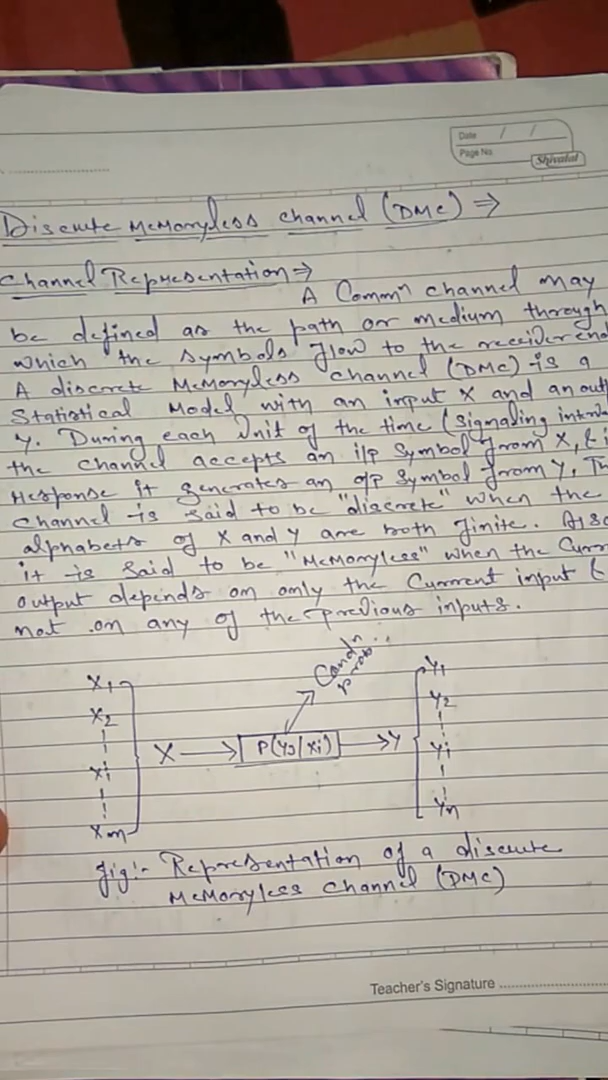 Date / /
Page No.
Shivalal
Discrete Memoryless channel (DMC) ⇒
Channel Representation ⇒
A Commn channel may
be defined as the path or medium through
which the symbols flow to the receiver end
A discrete Memoryless channel (DMC) is a
Statistical Model with an input X and an out
Y. During each Unit of the time (signaling interv
the channel accepts an i/p symbol from X, & i
response it generates an o/p symbol from Y, Th
channel is said to be "discrete" when the
alphabets of X and Y are both finite. Also
it is said to be "Memoryless" when the Curr
output depends on only the Current input &
not on any of the previous inputs.
Condn
prob..
X1
X2
Xi
Xm
X → P(Yj/Xi) → Y
Y1
Y2
Yi
Yn
fig:- Representation of a discrete
Memoryless channel (DMC)
Teacher's Signature